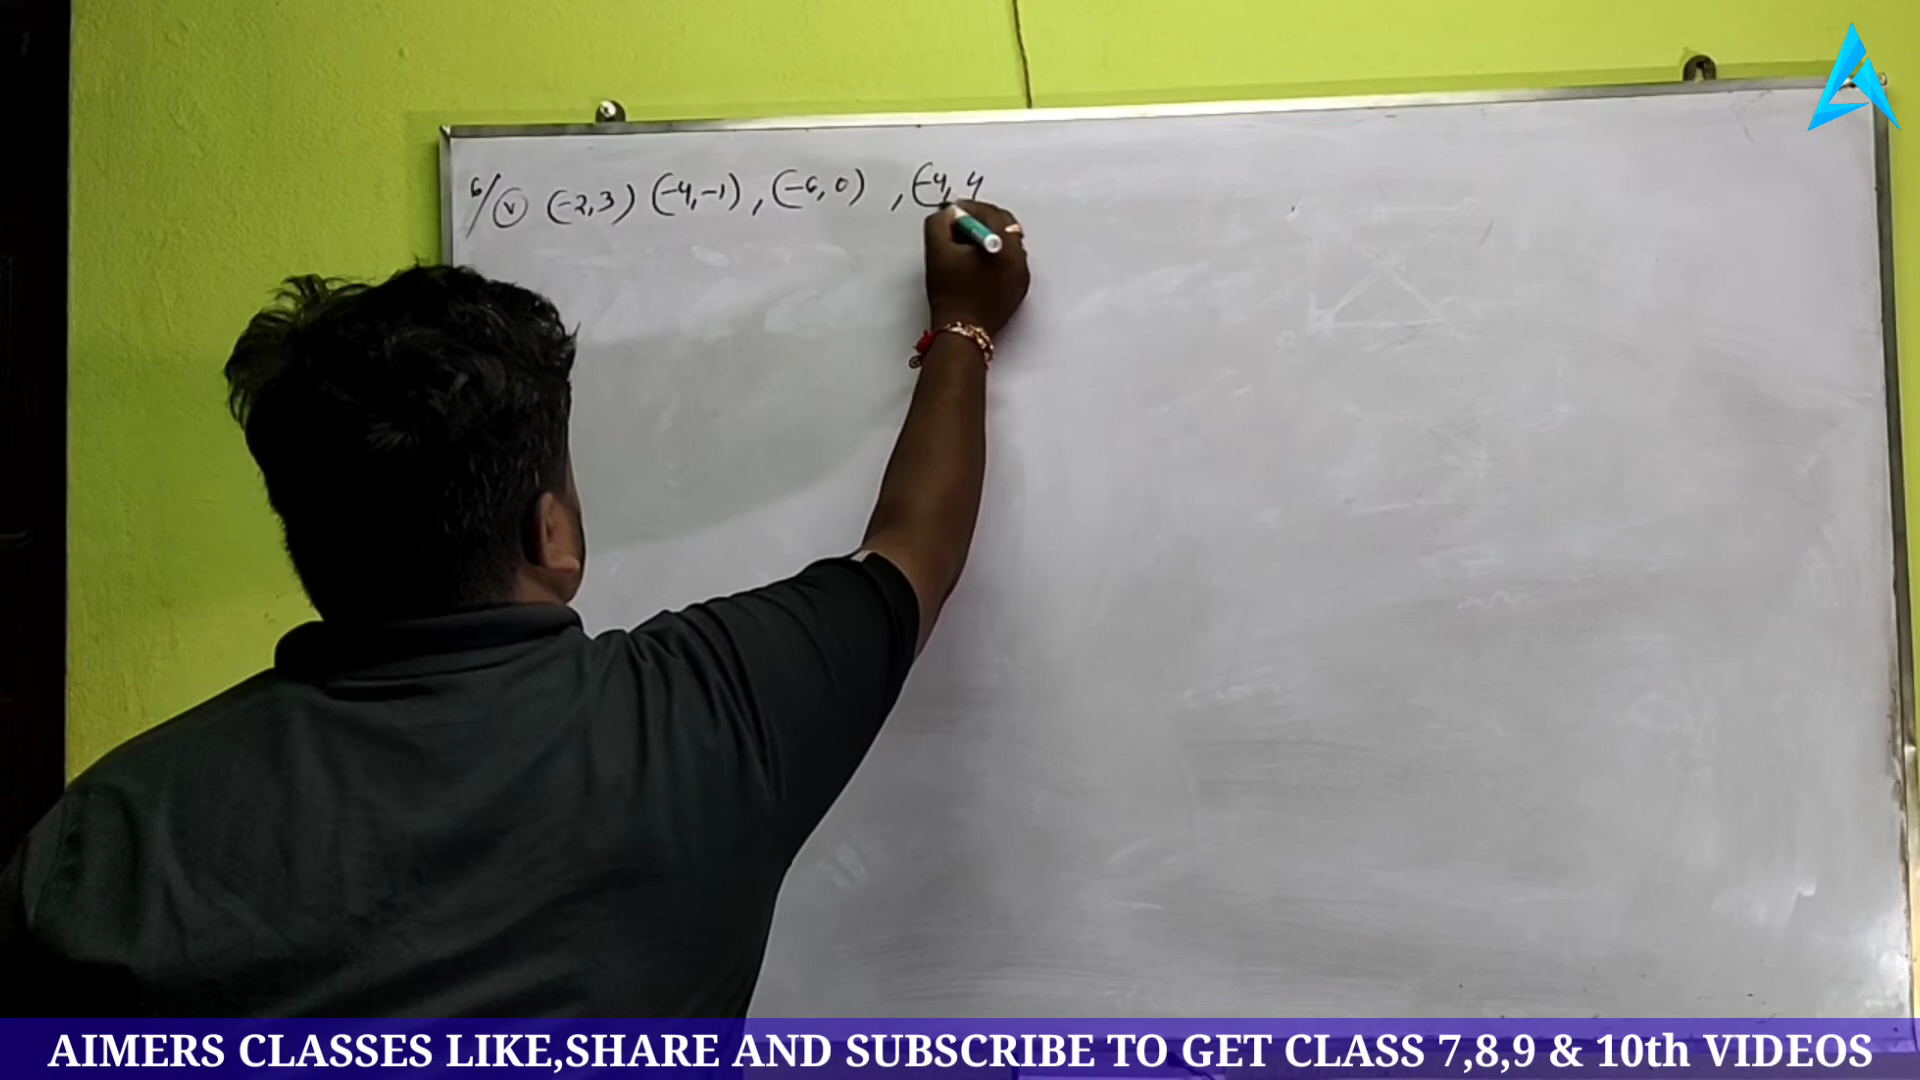 6/ (v) (-2,3) (-4,-1), (-6,0) , (-4, 4
AIMERS CLASSES LIKE,SHARE AND SUBSCRIBE TO GET CLASS 7,8,9 & 10th VIDEOS